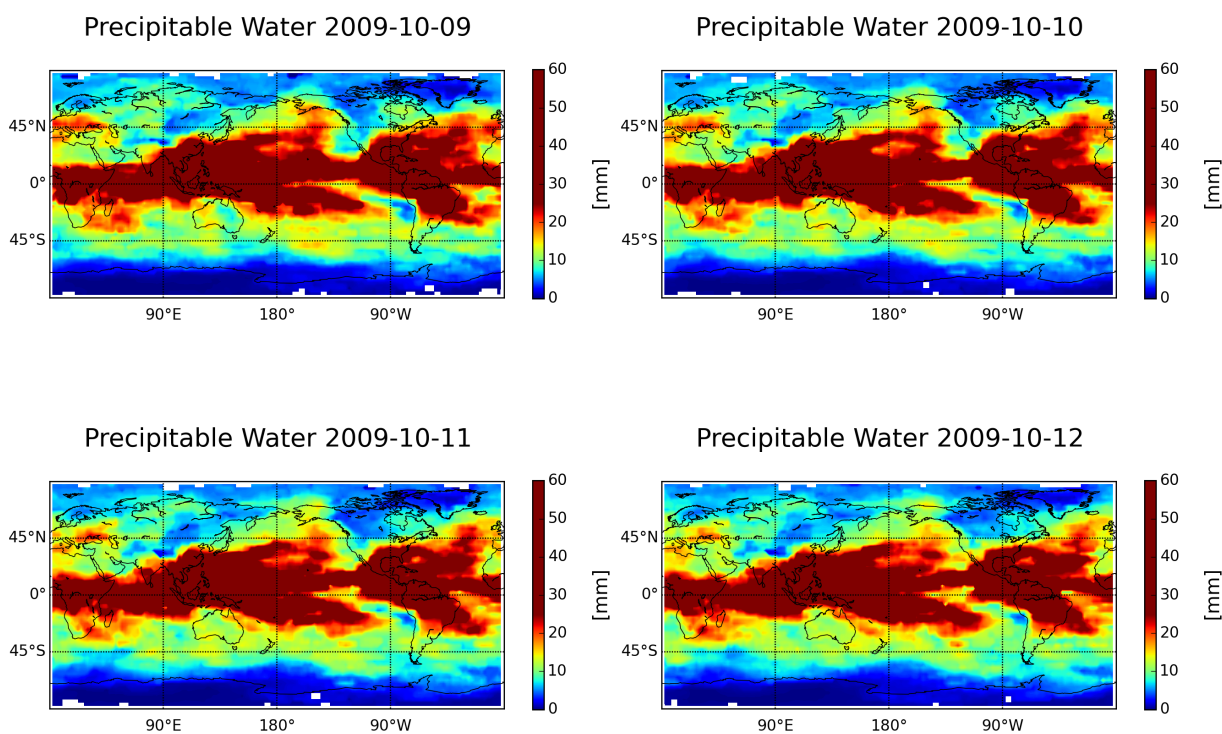 Precipitable Water 2009-10-09
45°N
0°
45°S
90°E
180°
90°W
60
50
40
30
20
10
0
[mm]
Precipitable Water 2009-10-10
45°N
0°
45°S
90°E
180°
90°W
60
50
40
30
20
10
0
[mm]
Precipitable Water 2009-10-11
45°N
0°
45°S
90°E
180°
90°W
60
50
40
30
20
10
0
[mm]
Precipitable Water 2009-10-12
45°N
0°
45°S
90°E
180°
90°W
60
50
40
30
20
10
0
[mm]